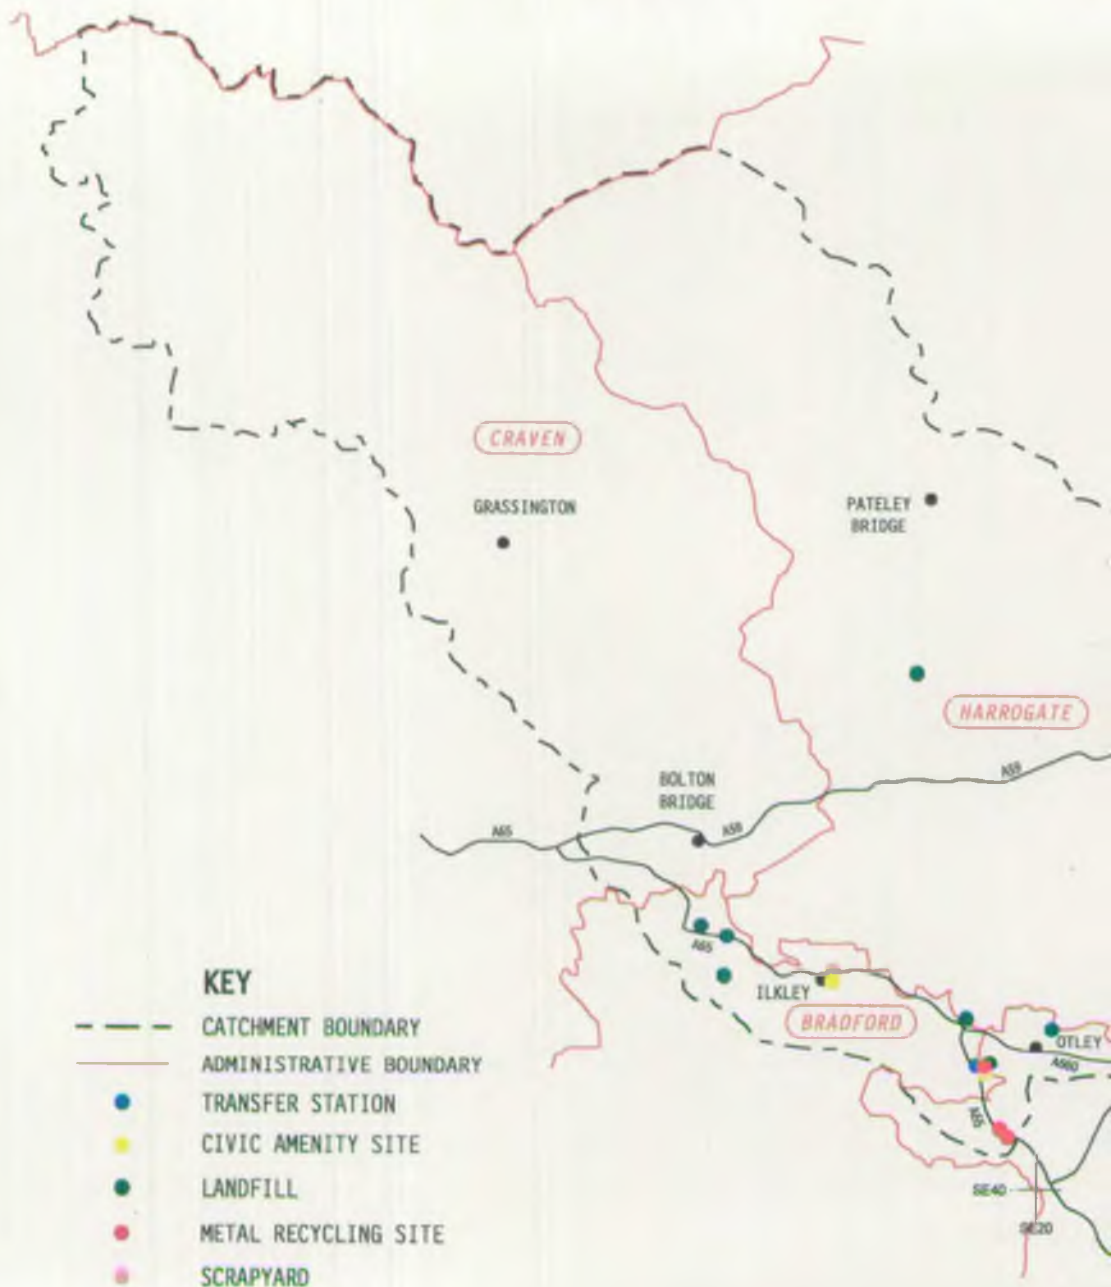 CRAVEN
GRASSINGTON
PATELEY
BRIDGE
HARROGATE
A59
BOLTON
BRIDGE
A65
A59
A65
ILKLEY
BRADFORD
OTLEY
A660
A65
SE40
SE20
KEY
CATCHMENT BOUNDARY
ADMINISTRATIVE BOUNDARY
TRANSFER STATION
CIVIC AMENITY SITE
LANDFILL
METAL RECYCLING SITE
SCRAPYARD